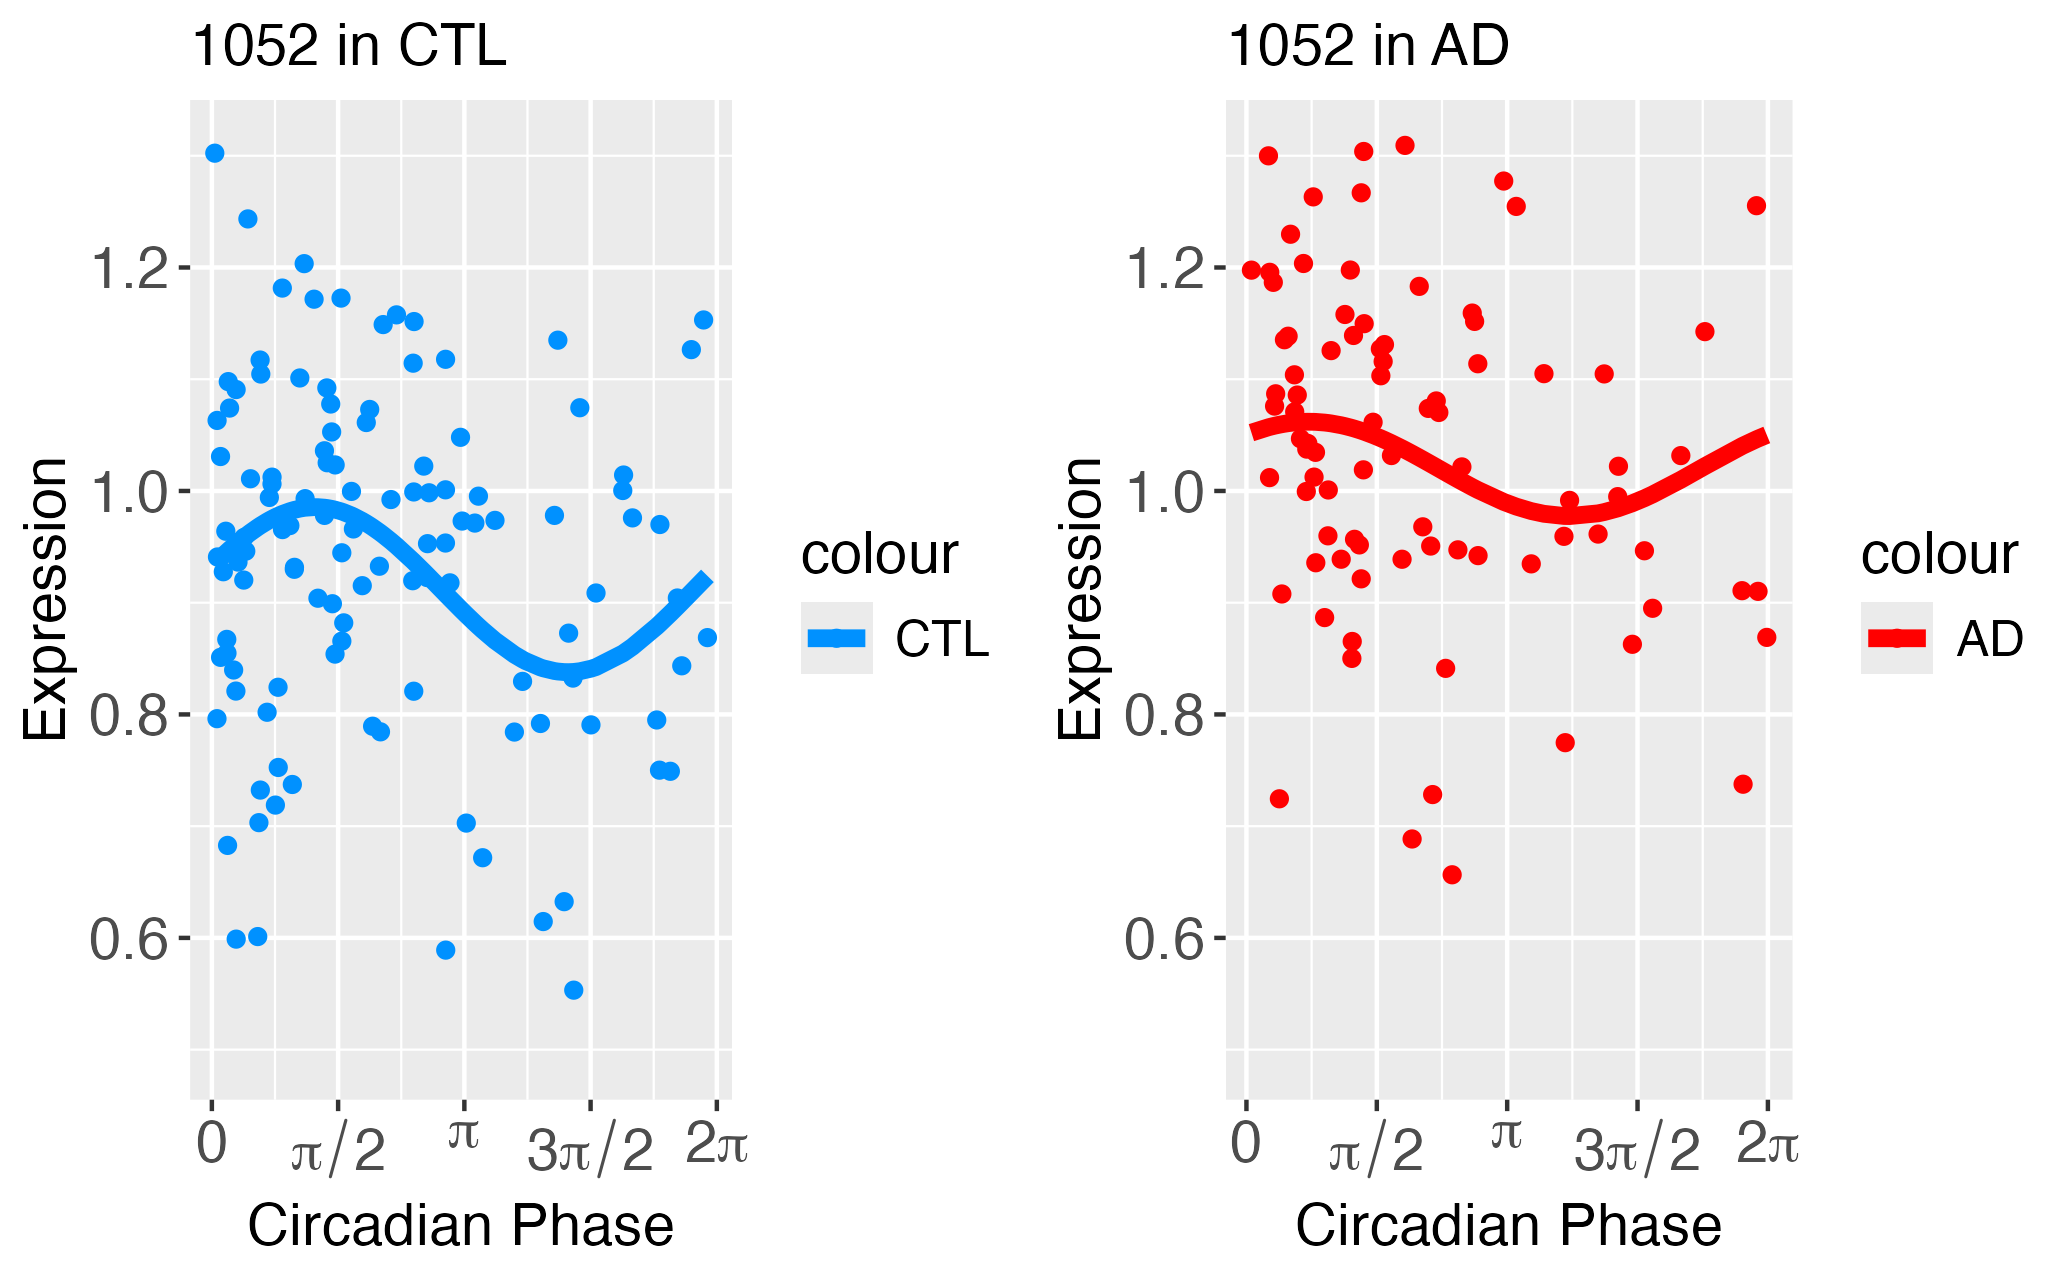 1052 in CTL
Expression
1.2
1.0
0.8
0.6
0
π/2
π
3π/2
2π
Circadian Phase
colour
CTL
1052 in AD
Expression
1.2
1.0
0.8
0.6
0
π/2
π
3π/2
2π
Circadian Phase
colour
AD